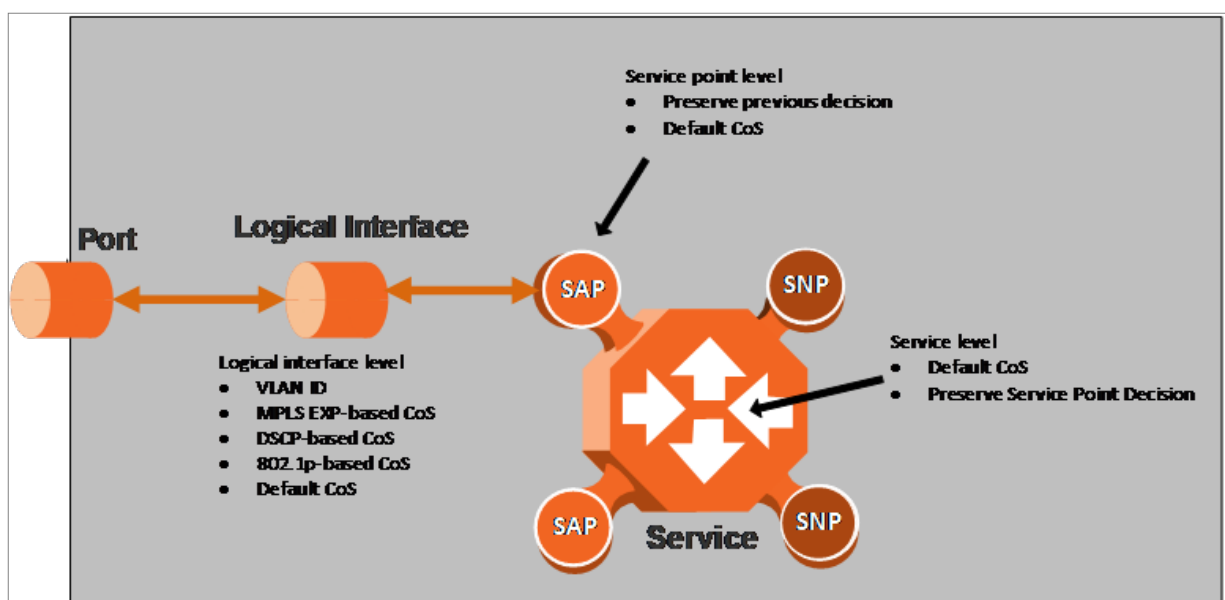 Service point level
● Preserve previous decision
● Default CoS
Port
Logical Interface
SAP
SNP
Logical interface level
● VLAN ID
● MPLS EXP-based CoS
● DSCP-based CoS
● 802.1p-based CoS
● Default CoS
Service level
● Default CoS
● Preserve Service Point Decision
SAP
Service
SNP